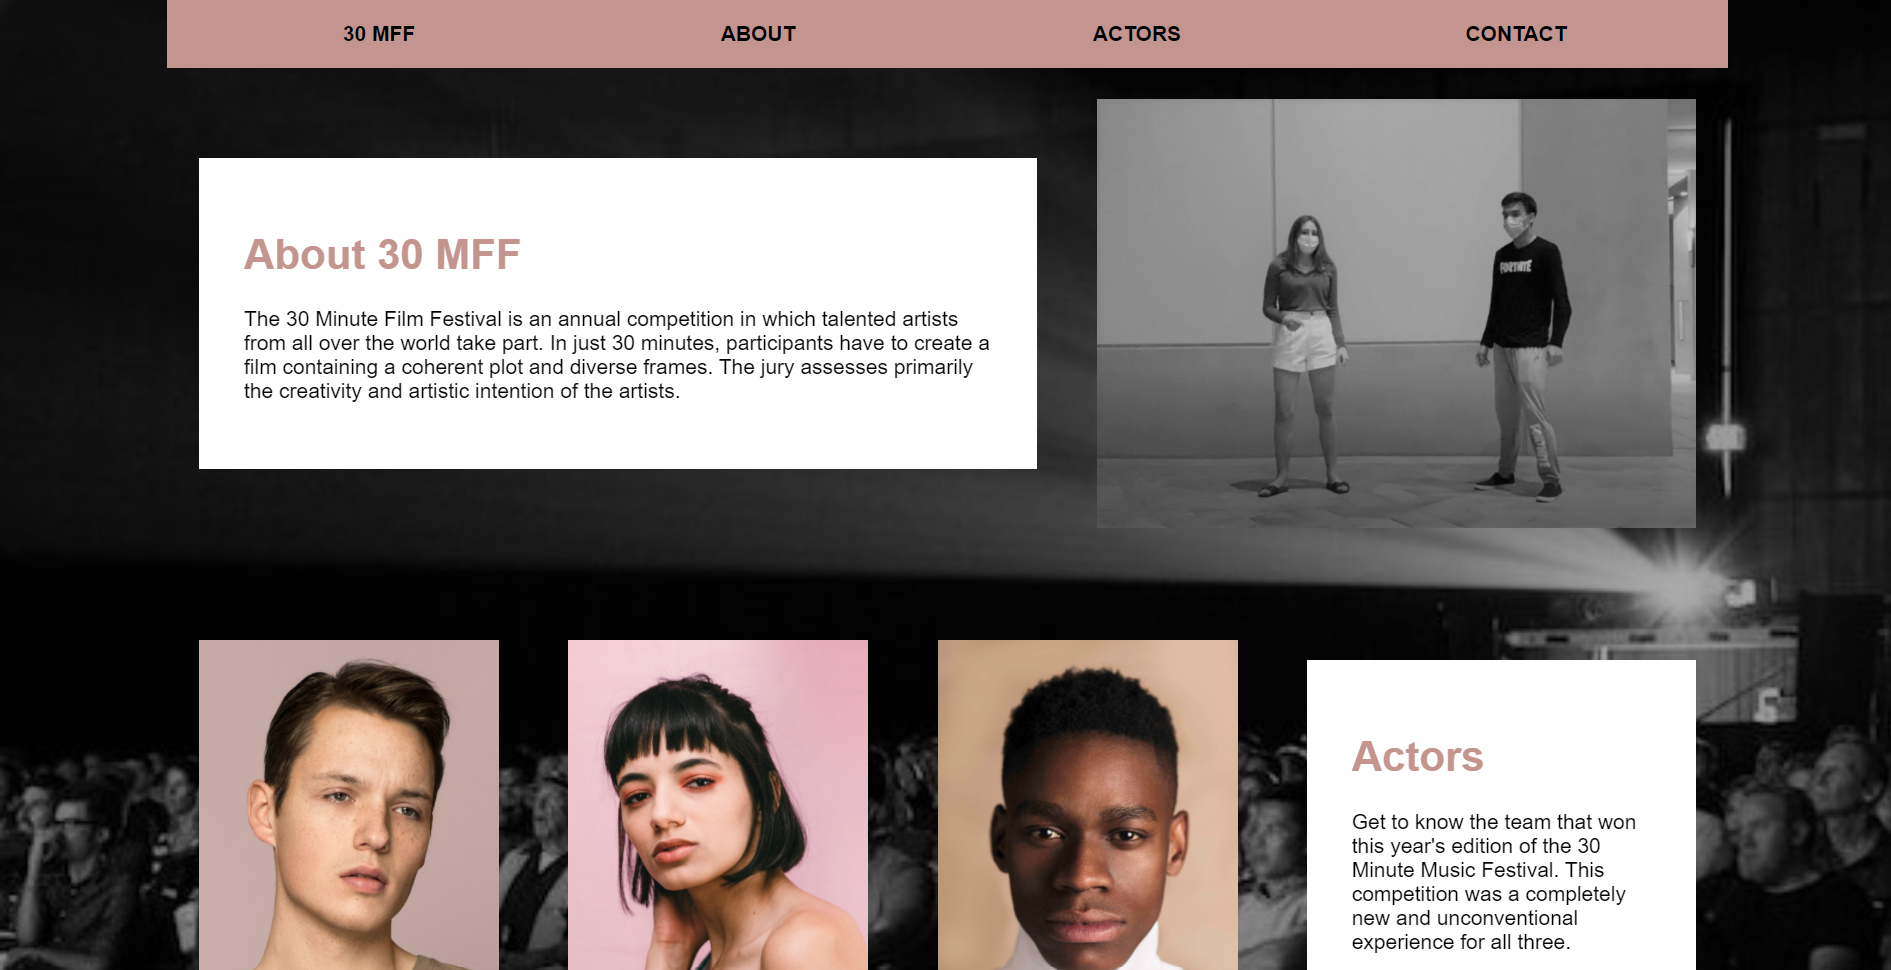 30 MFF ABOUT ACTORS CONTACT
FORTNITE
About 30 MFF
The 30 Minute Film Festival is an annual competition in which talented artists
from all over the world take part. In just 30 minutes, participants have to create a
film containing a coherent plot and diverse frames. The jury assesses primarily
the creativity and artistic intention of the artists.
Actors
Get to know the team that won
this year's edition of the 30
Minute Music Festival. This
competition was a completely
new and unconventional
experience for all three.